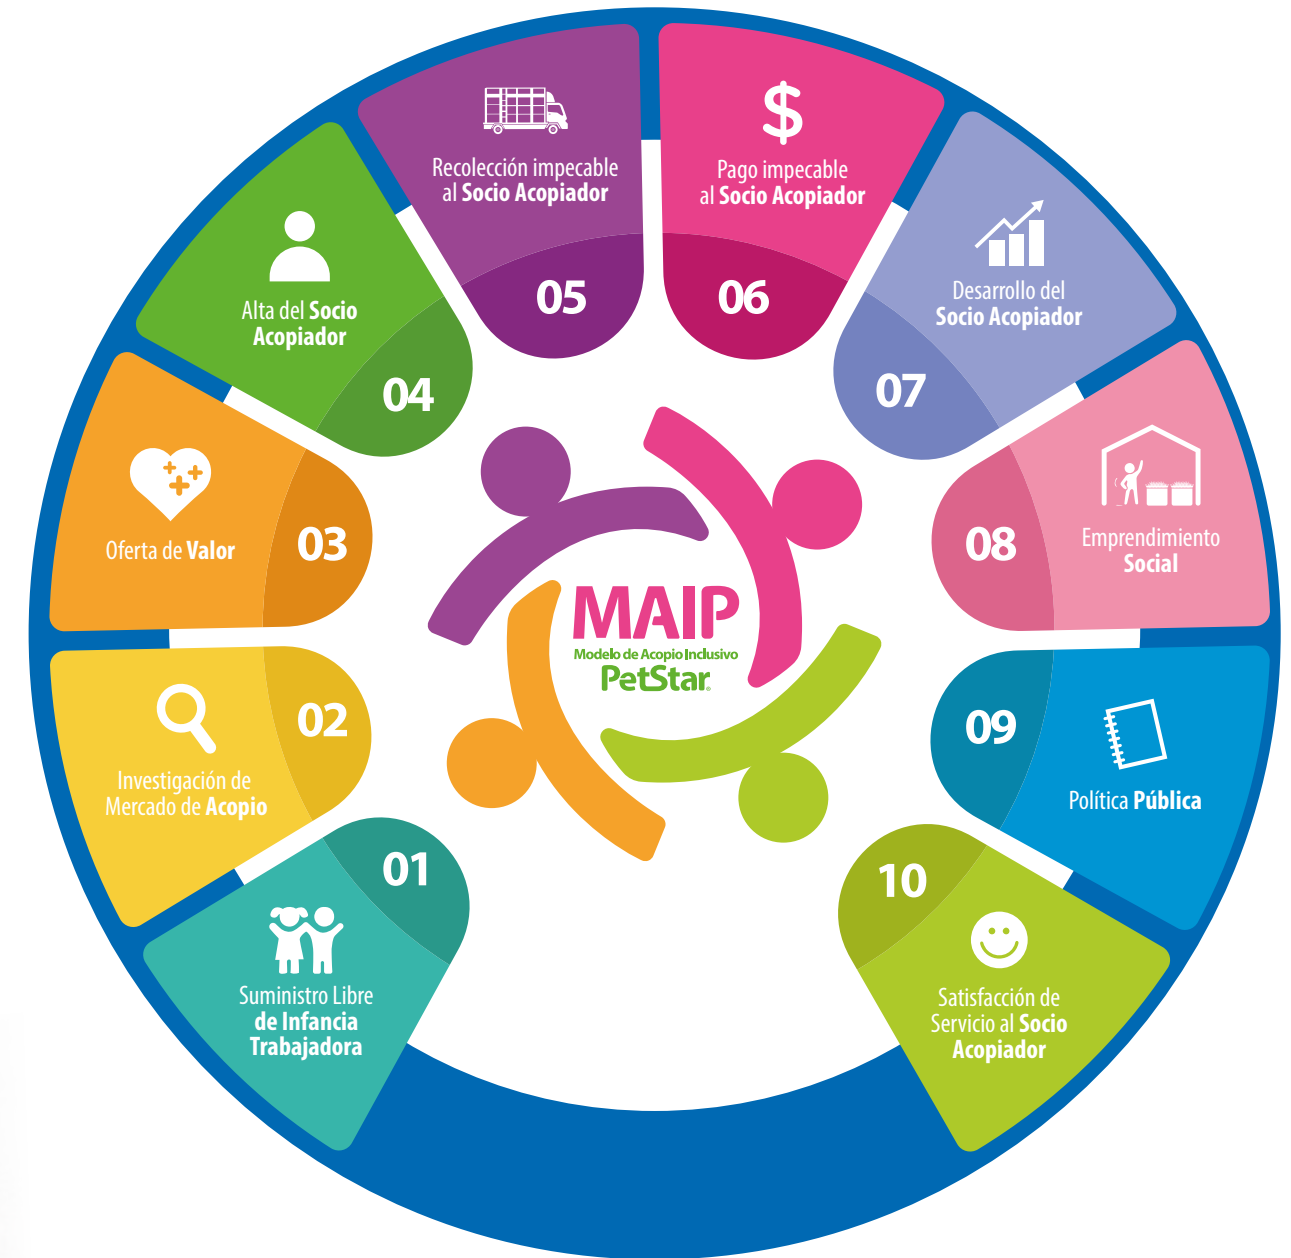 01
Suministro Libre
de Infancia
Trabajadora
02
Investigación de
Mercado de Acopio
03
Oferta de Valor
04
Alta del Socio
Acopiador
05
Recolección impecable
al Socio Acopiador
06
$
Pago impecable
al Socio Acopiador
07
Desarrollo del
Socio Acopiador
08
Emprendimiento
Social
09
Política Pública
10
Satisfacción de
Servicio al Socio
Acopiador
MAIP
Modelo de Acopio Inclusivo
PetStar®